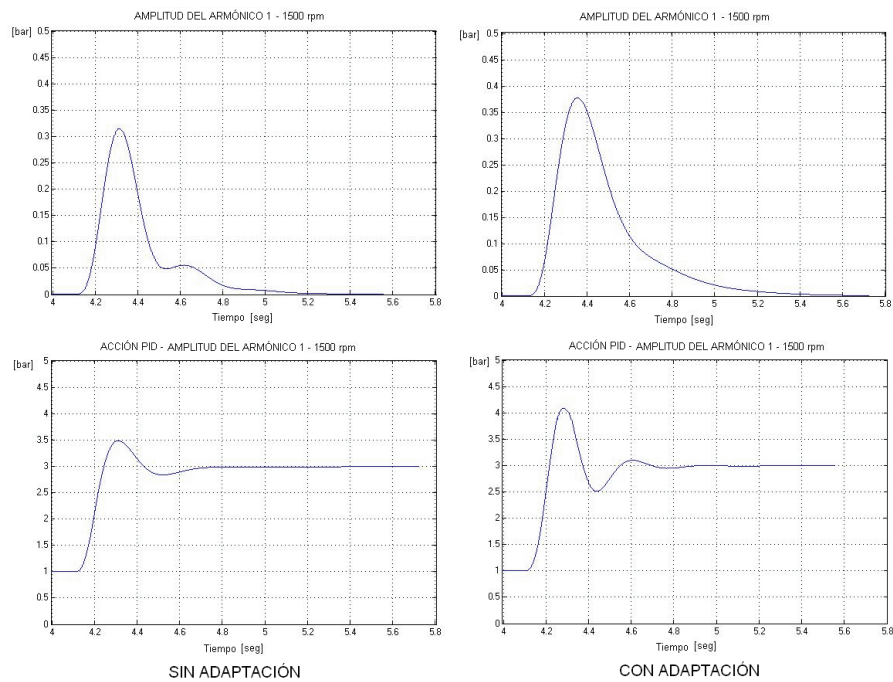 AMPLITUD DEL ARMÓNICO 1 - 1500 rpm
[bar]
0.5
0.45
0.4
0.35
0.3
0.25
0.2
0.15
0.1
0.05
0
4 4.2 4.4 4.6 4.8 5 5.2 5.4 5.6 5.8
Tiempo [seg]
AMPLITUD DEL ARMÓNICO 1 - 1500 rpm
[bar]
0.5
0.45
0.4
0.35
0.3
0.25
0.2
0.15
0.1
0.05
0
4 4.2 4.4 4.6 4.8 5 5.2 5.4 5.6 5.8
Tiempo [seg]
ACCIÓN PID - AMPLITUD DEL ARMÓNICO 1 - 1500 rpm
[bar]
5
4.5
4
3.5
3
2.5
2
1.5
1
0.5
0
4 4.2 4.4 4.6 4.8 5 5.2 5.4 5.6 5.8
Tiempo [seg]
SIN ADAPTACIÓN
ACCIÓN PID - AMPLITUD DEL ARMÓNICO 1 - 1500 rpm
[bar]
5
4.5
4
3.5
3
2.5
2
1.5
1
0.5
0
4 4.2 4.4 4.6 4.8 5 5.2 5.4 5.6 5.8
Tiempo [seg]
CON ADAPTACIÓN